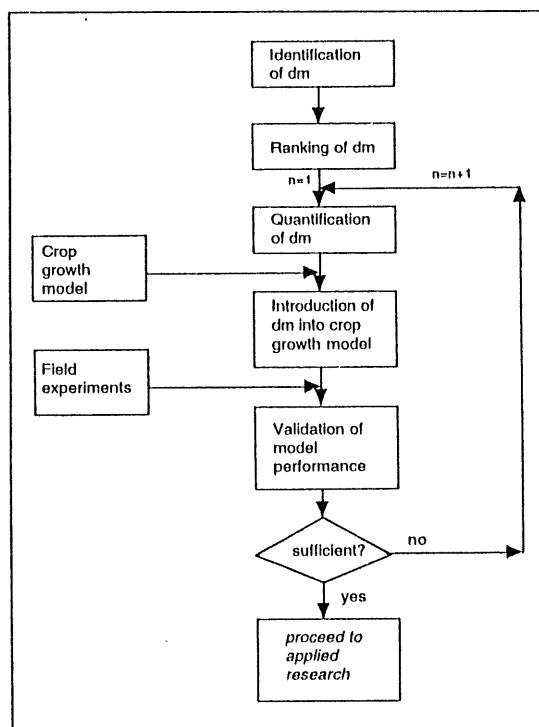 Identification
of dm
Ranking of dm
n=1
n=n+1
Quantification
of dm
Crop
growth
model
Introduction of
dm into crop
growth model
Field
experiments
Validation of
model
performance
sufficient?
no
yes
proceed to
applied
research